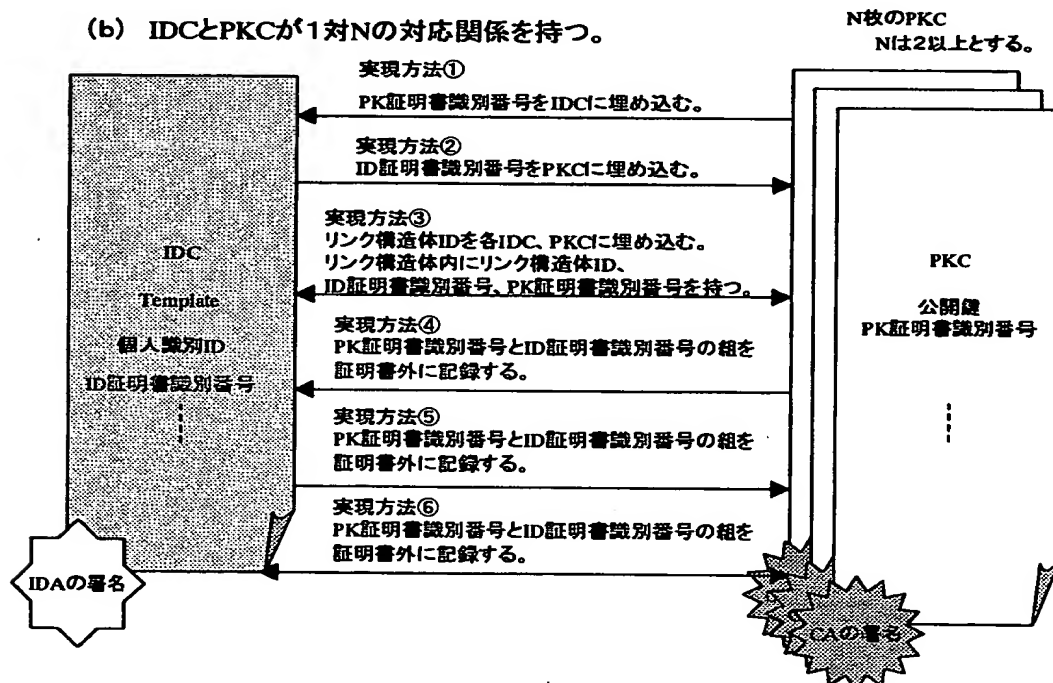 (b) IDCとPKCが1対Nの対応関係を持つ。
N枚のPKC
Nは2以上とする。
実現方法①
PK証明書識別番号をIDCに埋め込む。
実現方法②
ID証明書識別番号をPKCに埋め込む。
実現方法③
リンク構造体IDを各IDC、PKCに埋め込む。
リンク構造体内にリンク構造体ID、
ID証明書識別番号、PK証明書識別番号を持つ。
実現方法④
PK証明書識別番号とID証明書識別番号の組を
証明書外に記録する。
実現方法⑤
PK証明書識別番号とID証明書識別番号の組を
証明書外に記録する。
実現方法⑥
PK証明書識別番号とID証明書識別番号の組を
証明書外に記録する。
IDC
Template
個人識別ID
ID証明書識別番号
IDAの署名
PKC
公開鍵
PK証明書識別番号
CAの署名